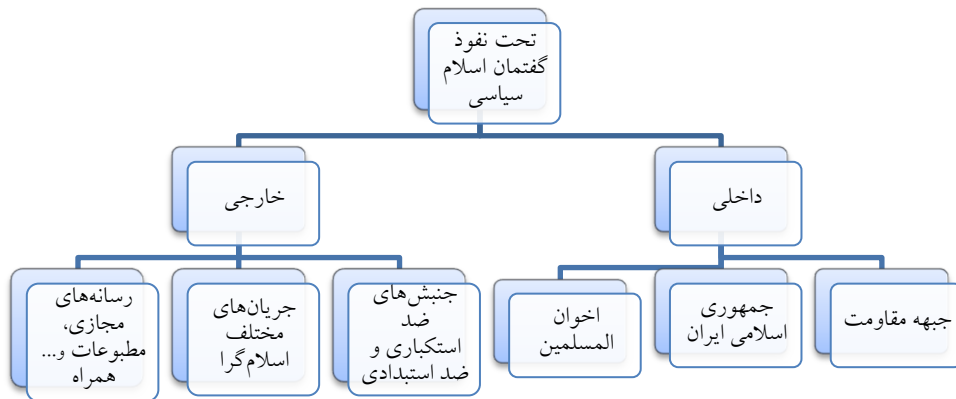 تحت نفوذ
گفتمان اسلام
سیاسی
داخلی
خارجی
جبهه مقاومت
جمهوری
اسلامی ایران
اخوان
المسلمین
جنبش‌های
ضد
استکباری و
ضد استبدادی
جریان‌های
مختلف
اسلام‌گرا
رسانه‌های
مجازی،
مطبوعات و...
همراه